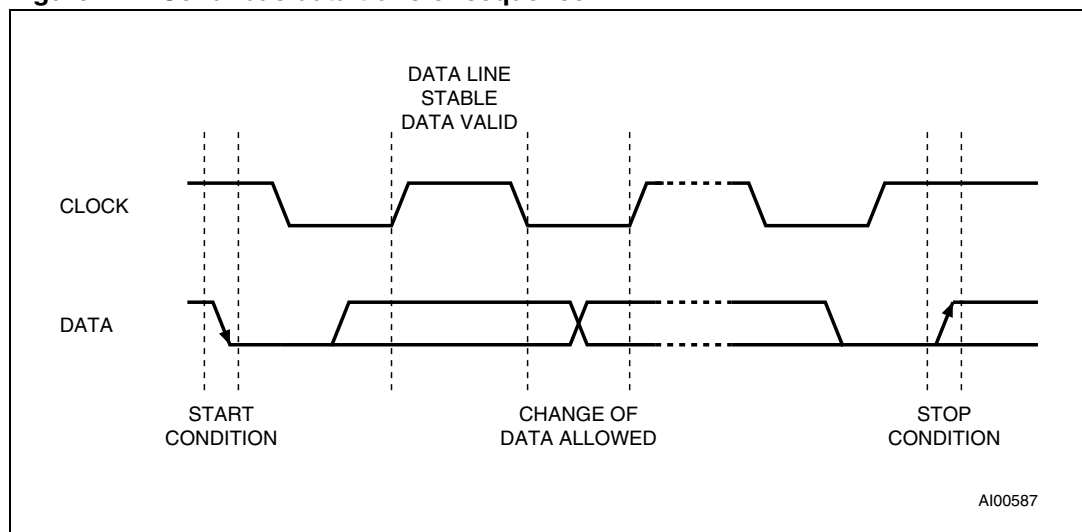 DATA LINE
STABLE
DATA VALID
CLOCK
DATA
START
CONDITION
CHANGE OF
DATA ALLOWED
STOP
CONDITION
AI00587